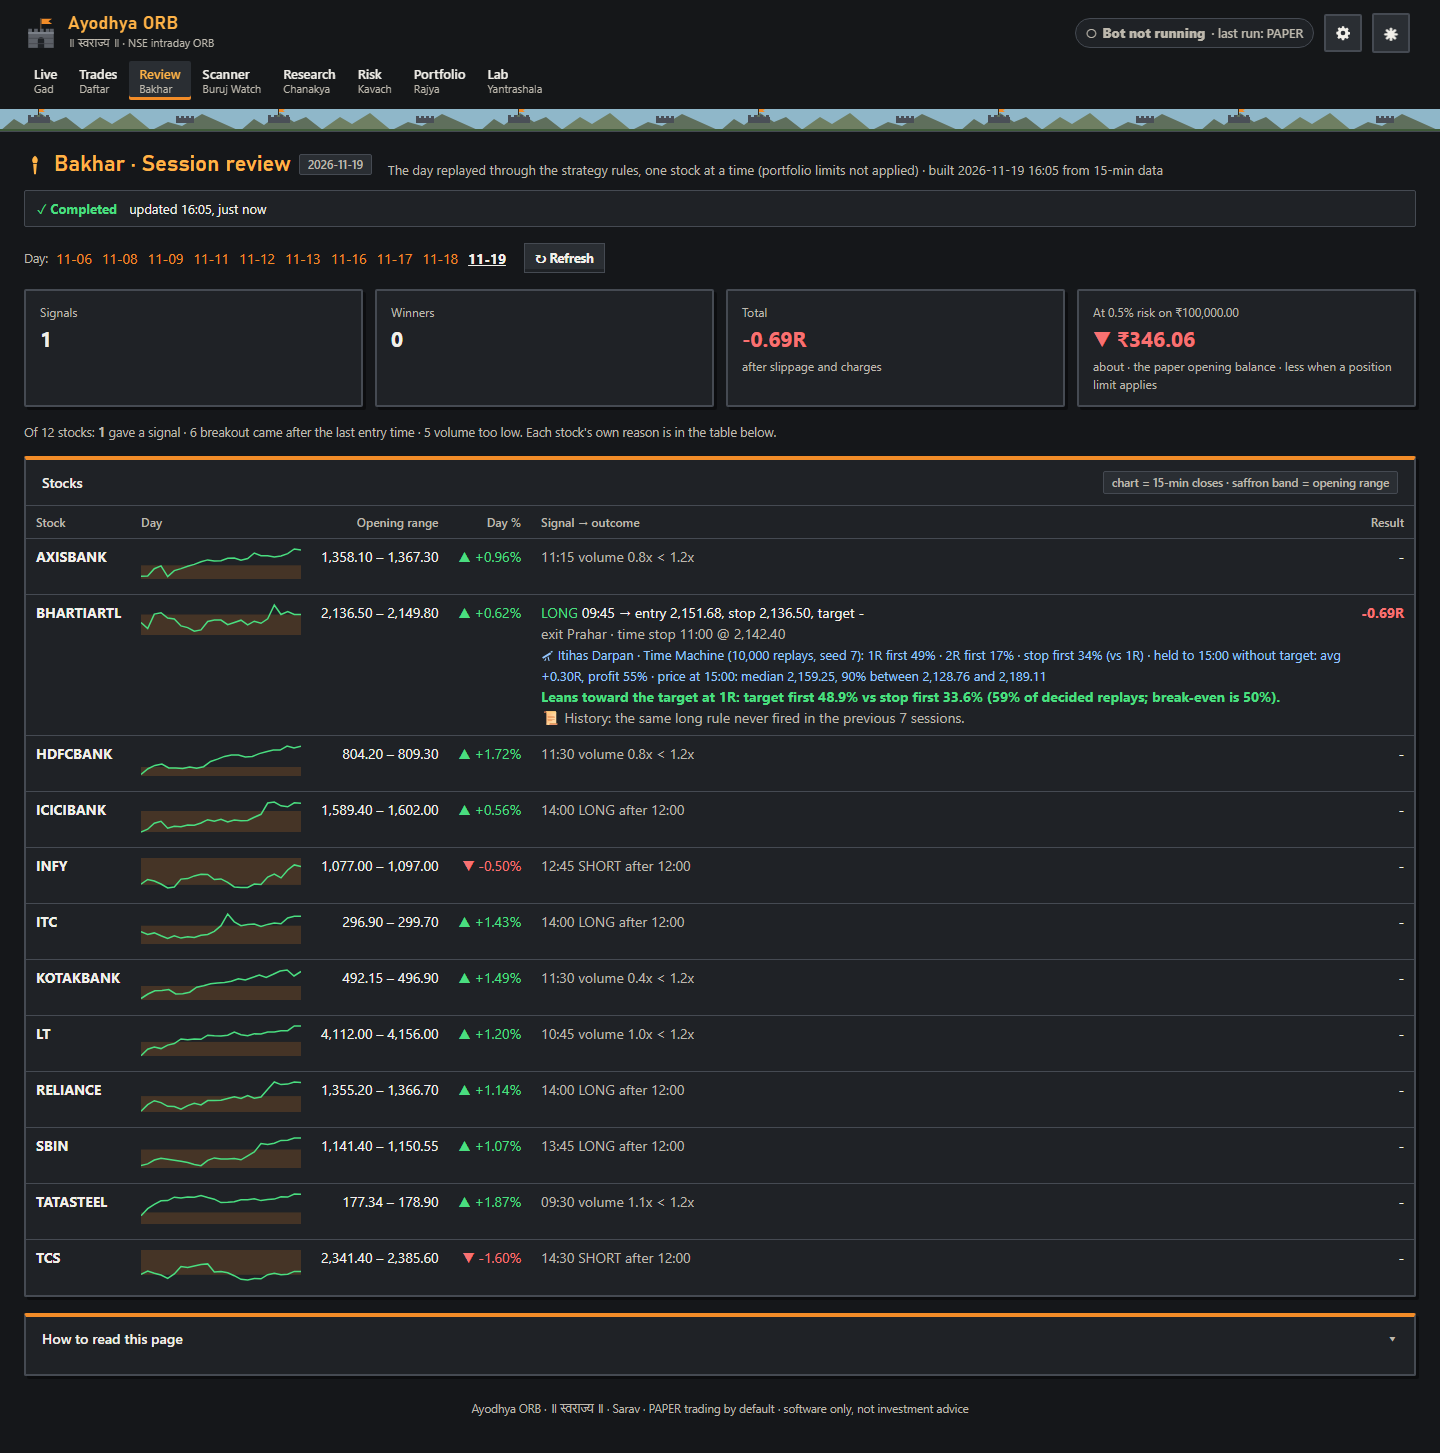 Ayodhya ORB
॥ स्वराज्य ॥ · NSE intraday ORB
Bot not running · last run: PAPER
Live Trades Review Scanner Research Risk Portfolio Lab
Gad Daftar Bakhar Buruj Watch Chanakya Kavach Rajya Yantrashala
Bakhar · Session review 2026-11-19 The day replayed through the strategy rules, one stock at a time (portfolio limits not applied) · built 2026-11-19 16:05 from 15-min data
✓ Completed updated 16:05, just now
Day: 11-06 11-08 11-09 11-11 11-12 11-13 11-16 11-17 11-18 11-19 ↻ Refresh
Signals
1
Winners
0
Total
-0.69R
after slippage and charges
At 0.5% risk on ₹100,000.00
▼ ₹346.06
about · the paper opening balance · less when a position
limit applies
Of 12 stocks: 1 gave a signal · 6 breakout came after the last entry time · 5 volume too low. Each stock's own reason is in the table below.
Stocks chart = 15-min closes · saffron band = opening range
Stock Day Opening range Day % Signal → outcome Result
AXISBANK 1,358.10 – 1,367.30 ▲ +0.96% 11:15 volume 0.8x < 1.2x -
BHARTIARTL 2,136.50 – 2,149.80 ▲ +0.62% LONG 09:45 → entry 2,151.68, stop 2,136.50, target - -0.69R
exit Prahar · time stop 11:00 @ 2,142.40
Itihas Darpan · Time Machine (10,000 replays, seed 7): 1R first 49% · 2R first 17% · stop first 34% (vs 1R) · held to 15:00 without target: avg
+0.30R, profit 55% · price at 15:00: median 2,159.25, 90% between 2,128.76 and 2,189.11
Leans toward the target at 1R: target first 48.9% vs stop first 33.6% (59% of decided replays; break-even is 50%).
History: the same long rule never fired in the previous 7 sessions.
HDFCBANK 804.20 – 809.30 ▲ +1.72% 11:30 volume 0.8x < 1.2x -
ICICIBANK 1,589.40 – 1,602.00 ▲ +0.56% 14:00 LONG after 12:00 -
INFY 1,077.00 – 1,097.00 ▼ -0.50% 12:45 SHORT after 12:00 -
ITC 296.90 – 299.70 ▲ +1.43% 14:00 LONG after 12:00 -
KOTAKBANK 492.15 – 496.90 ▲ +1.49% 11:30 volume 0.4x < 1.2x -
LT 4,112.00 – 4,156.00 ▲ +1.20% 10:45 volume 1.0x < 1.2x -
RELIANCE 1,355.20 – 1,366.70 ▲ +1.14% 14:00 LONG after 12:00 -
SBIN 1,141.40 – 1,150.55 ▲ +1.07% 13:45 LONG after 12:00 -
TATASTEEL 177.34 – 178.90 ▲ +1.87% 09:30 volume 1.1x < 1.2x -
TCS 2,341.40 – 2,385.60 ▼ -1.60% 14:30 SHORT after 12:00 -
How to read this page ▾
Ayodhya ORB · ॥ स्वराज्य ॥ · Sarav · PAPER trading by default · software only, not investment advice